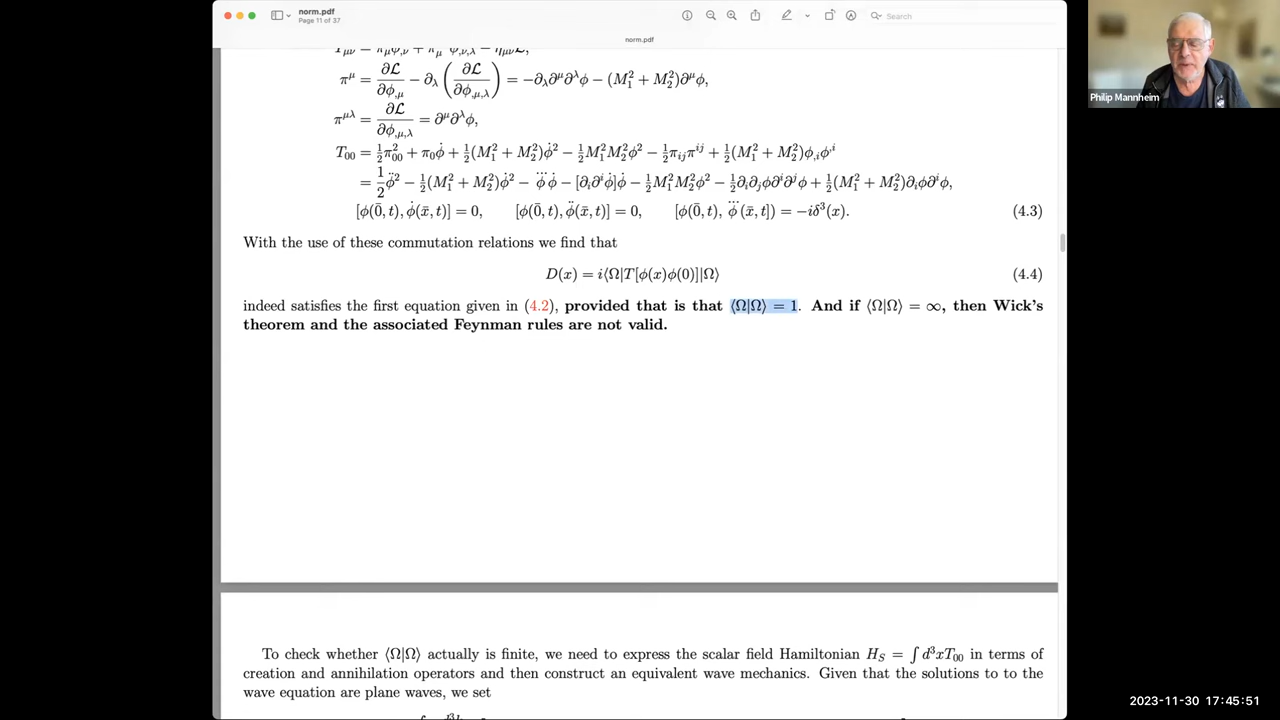 norm.pdf
Page 11 of 37
Search
norm.pdf
Philip Mannheim
π^μ = ∂𝓛/∂φ_{,μ} − ∂_λ (∂𝓛/∂φ_{,μ,λ}) = −∂_λ∂^μ∂^λφ − (M_1^2 + M_2^2)∂^μφ,
π^{μλ} = ∂𝓛/∂φ_{,μ,λ} = ∂^μ∂^λφ,
T_{00} = ½π_{00}^2 + π_0φ̇ + ½(M_1^2 + M_2^2)φ̇^2 − ½M_1^2M_2^2φ^2 − ½π_{ij}π^{ij} + ½(M_1^2 + M_2^2)φ_{,i}φ^{,i}
= ½φ̈^2 − ½(M_1^2 + M_2^2)φ̇^2 − φ⃛φ̇ − [∂_i∂^iφ̇]φ̇ − ½M_1^2M_2^2φ^2 − ½∂_i∂_jφ∂^i∂^jφ + ½(M_1^2 + M_2^2)∂_iφ∂^iφ,
[φ(0̄, t), φ̇(x̄, t)] = 0, [φ(0̄, t), φ̈(x̄, t)] = 0, [φ(0̄, t), φ⃛(x̄, t]) = −iδ^3(x). (4.3)
With the use of these commutation relations we find that
D(x) = i⟨Ω|T[φ(x)φ(0)]|Ω⟩ (4.4)
indeed satisfies the first equation given in (4.2), provided that is that ⟨Ω|Ω⟩ = 1. And if ⟨Ω|Ω⟩ = ∞, then Wick's
theorem and the associated Feynman rules are not valid.
To check whether ⟨Ω|Ω⟩ actually is finite, we need to express the scalar field Hamiltonian H_S = ∫ d^3xT_{00} in terms of
creation and annihilation operators and then construct an equivalent wave mechanics. Given that the solutions to to the
wave equation are plane waves, we set
2023-11-30 17:45:51